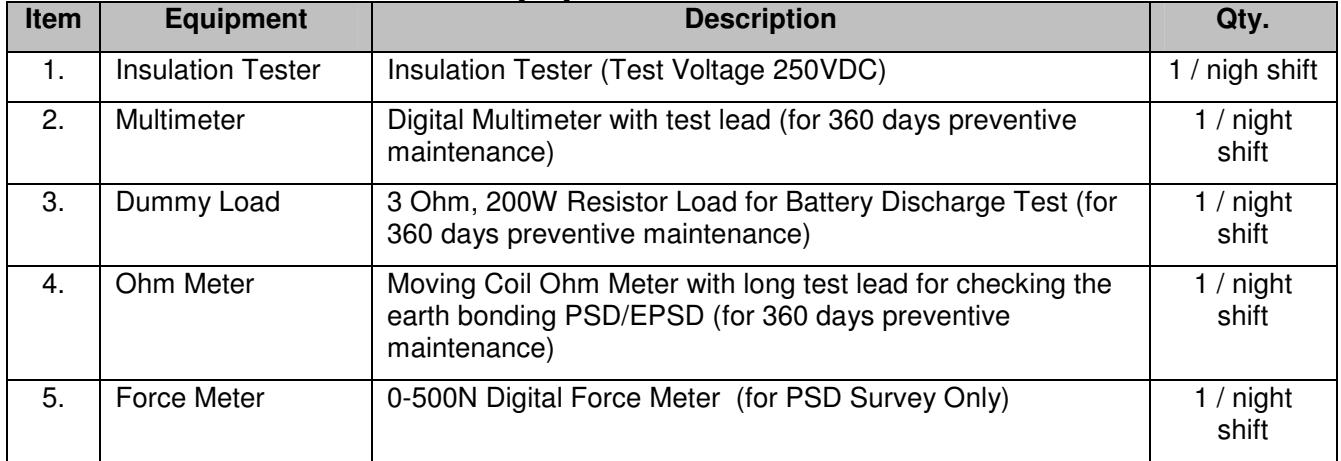 Item Equipment Description Qty.
1. Insulation Tester Insulation Tester (Test Voltage 250VDC) 1 / nigh shift
2. Multimeter Digital Multimeter with test lead (for 360 days preventive 1 / night
maintenance) shift
3. Dummy Load 3 Ohm, 200W Resistor Load for Battery Discharge Test (for 1 / night
360 days preventive maintenance) shift
4. Ohm Meter Moving Coil Ohm Meter with long test lead for checking the 1 / night
earth bonding PSD/EPSD (for 360 days preventive shift
maintenance)
5. Force Meter 0-500N Digital Force Meter (for PSD Survey Only) 1 / night
shift